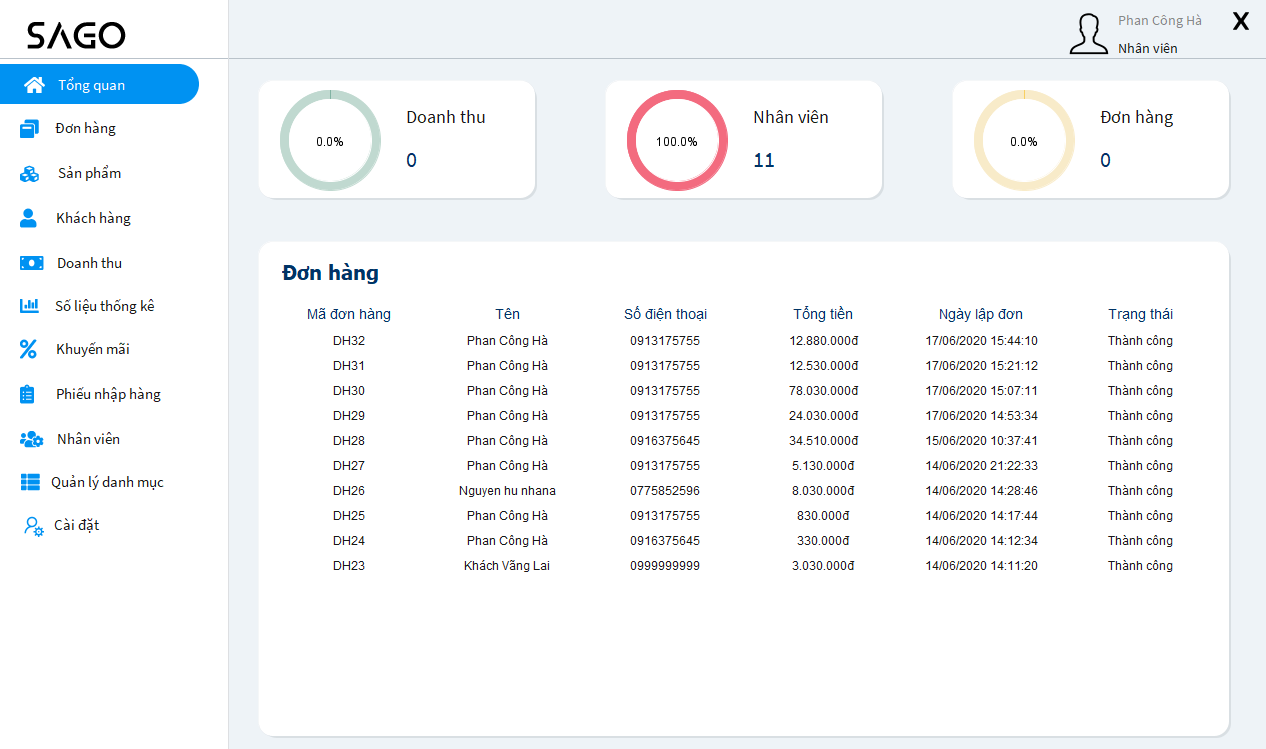 SAGO
Phan Công Hà
X
Nhân viên
Tổng quan
Đơn hàng
Sản phẩm
Khách hàng
Doanh thu
Số liệu thống kê
Khuyến mãi
Phiếu nhập hàng
Nhân viên
Quản lý danh mục
Cài đặt
0.0%
Doanh thu
0
100.0%
Nhân viên
11
0.0%
Đơn hàng
0
Đơn hàng
Mã đơn hàng Tên Số điện thoại Tổng tiền Ngày lập đơn Trạng thái
DH32 Phan Công Hà 0913175755 12.880.000đ 17/06/2020 15:44:10 Thành công
DH31 Phan Công Hà 0913175755 12.530.000đ 17/06/2020 15:21:12 Thành công
DH30 Phan Công Hà 0913175755 78.030.000đ 17/06/2020 15:07:11 Thành công
DH29 Phan Công Hà 0913175755 24.030.000đ 17/06/2020 14:53:34 Thành công
DH28 Phan Công Hà 0916375645 34.510.000đ 15/06/2020 10:37:41 Thành công
DH27 Phan Công Hà 0913175755 5.130.000đ 14/06/2020 21:22:33 Thành công
DH26 Nguyen hu nhana 0775852596 8.030.000đ 14/06/2020 14:28:46 Thành công
DH25 Phan Công Hà 0913175755 830.000đ 14/06/2020 14:17:44 Thành công
DH24 Phan Công Hà 0916375645 330.000đ 14/06/2020 14:12:34 Thành công
DH23 Khách Vãng Lai 0999999999 3.030.000đ 14/06/2020 14:11:20 Thành công